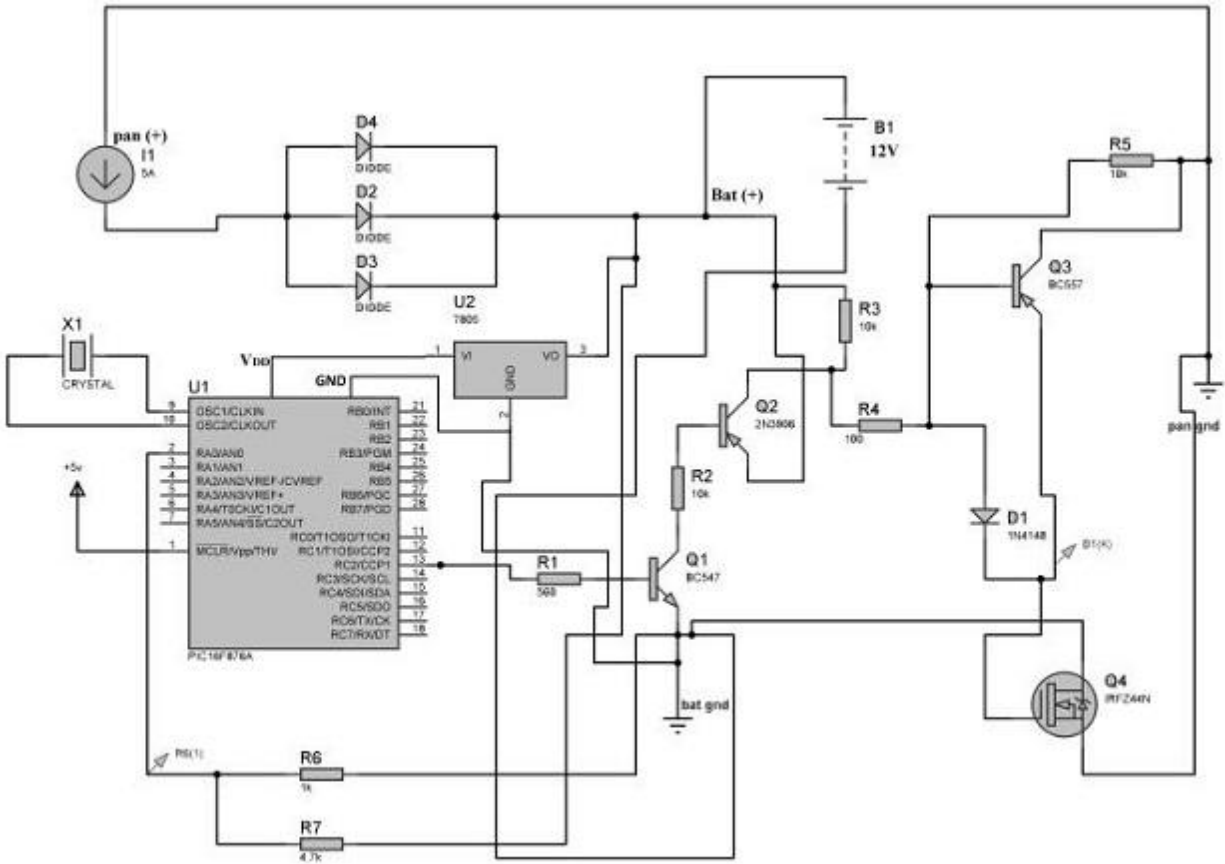 pan (+)
I1
5A
D4
DIODE
D2
DIODE
D3
DIODE
B1
12V
R5
Bat (+)
Q3
BC557
R3
10k
U2
7805
1 VI VO 3
GND
2
X1
CRYSTAL
VDD
GND
U1
9 OSC1/CLKIN
10 OSC2/CLKOUT
2 RA0/AN0
3 RA1/AN1
4 RA2/AN2/VREF-/CVREF
5 RA3/AN3/VREF+
6 RA4/T0CKI/C1OUT
7 RA5/AN4/SS/C2OUT
1 MCLR/Vpp/THV
RB0/INT 21
RB1 22
RB2 23
RB3/PGM 24
RB4 25
RB5 26
RB6/PGC 27
RB7/PGD 28
RC0/T1OSO/T1CKI 11
RC1/T1OSI/CCP2 12
RC2/CCP1 13
RC3/SCK/SCL 14
RC4/SDI/SDA 15
RC5/SDO 16
RC6/TX/CK 17
RC7/RX/DT 18
PIC16F876A
+5v
Q2
R4
100
pan gnd
R2
10k
D1
1N4148
D1(K)
R1
560
Q1
BC547
Q4
IRFZ44N
bat gnd
R6(1)
R6
1k
R7
4.7k